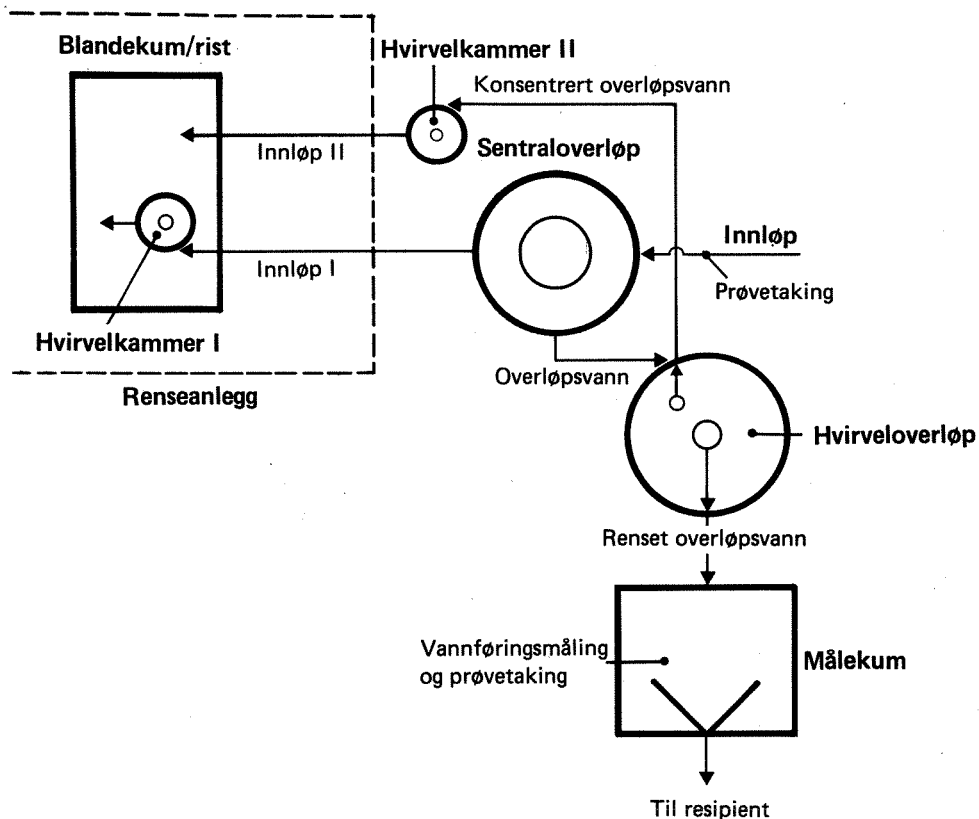 Blandekum/rist
Hvirvelkammer II
Konsentrert overløpsvann
Innløp II
Sentraloverløp
Innløp
Innløp I
Prøvetaking
Hvirvelkammer I
Overløpsvann
Renseanlegg
Hvirveloverløp
Renset overløpsvann
Vannføringsmåling
og prøvetaking
Målekum
Til resipient